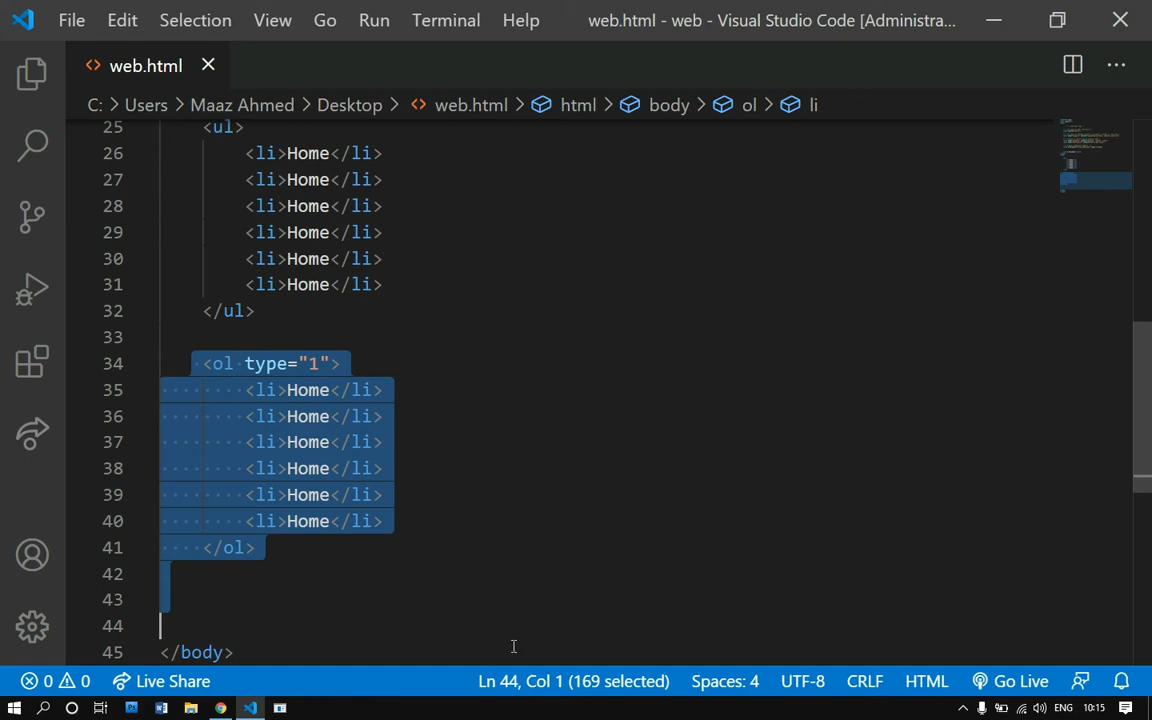 File Edit Selection View Go Run Terminal Help web.html - web - Visual Studio Code [Administra...
web.html
C: > Users > Maaz Ahmed > Desktop > web.html > html > body > ol > li
25 <ul>
26 <li>Home</li>
27 <li>Home</li>
28 <li>Home</li>
29 <li>Home</li>
30 <li>Home</li>
31 <li>Home</li>
32 </ul>
33
34 <ol type="1">
35 <li>Home</li>
36 <li>Home</li>
37 <li>Home</li>
38 <li>Home</li>
39 <li>Home</li>
40 <li>Home</li>
41 </ol>
42
43
44
45 </body>
0 0 Live Share Ln 44, Col 1 (169 selected) Spaces: 4 UTF-8 CRLF HTML Go Live
ENG 10:15